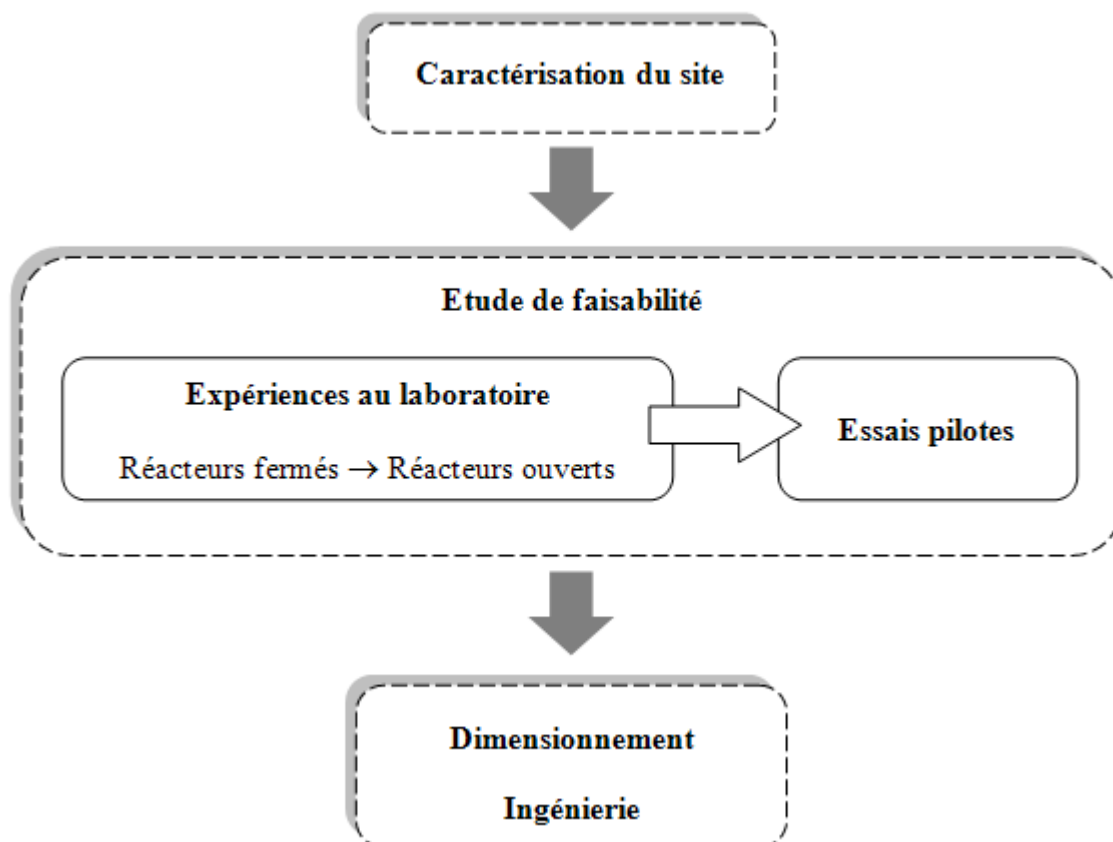 Caractérisation du site
Etude de faisabilité
Expériences au laboratoire
Réacteurs fermés → Réacteurs ouverts
Essais pilotes
Dimensionnement
Ingénierie